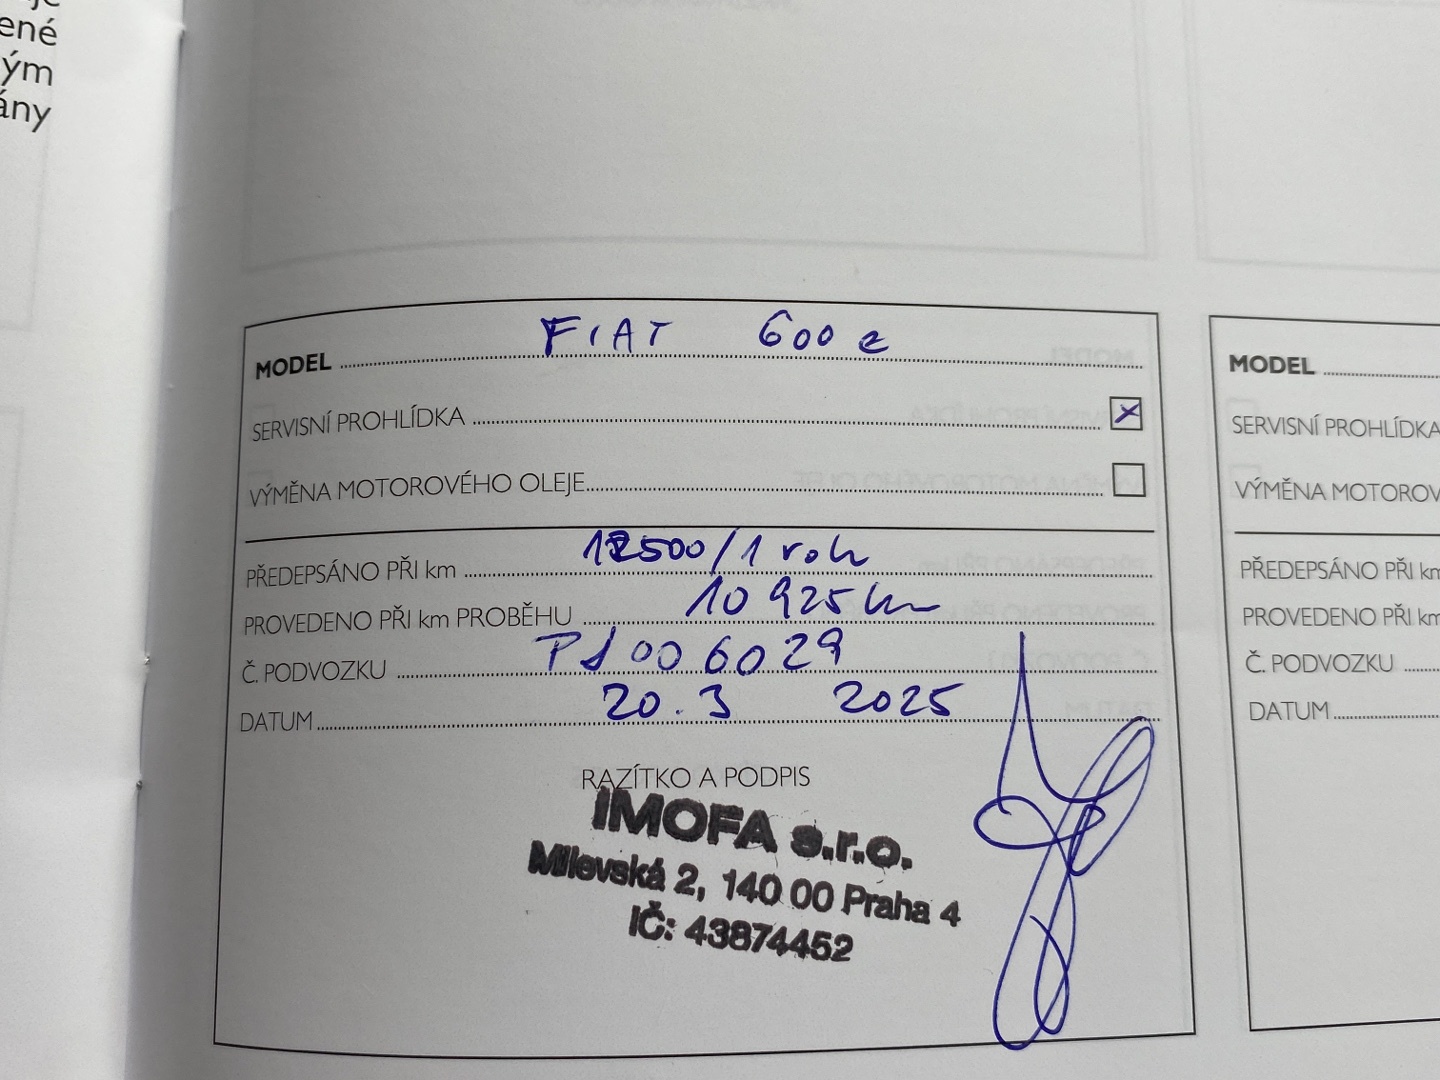 ené
ým
ány
MODEL FIAT 600e
SERVISNÍ PROHLÍDKA
VÝMĚNA MOTOROVÉHO OLEJE
PŘEDEPSÁNO PŘI km 12500/1 rok
PROVEDENO PŘI km PROBĚHU 10 925 km
Č. PODVOZKU PJ006029
DATUM 20.3 2025
RAZÍTKO A PODPIS
IMOFA s.r.o.
Milevská 2, 140 00 Praha 4
IČ: 43874452
MODEL
SERVISNÍ PROHLÍDKA
VÝMĚNA MOTOROV
PŘEDEPSÁNO PŘI km
PROVEDENO PŘI km
Č. PODVOZKU
DATUM